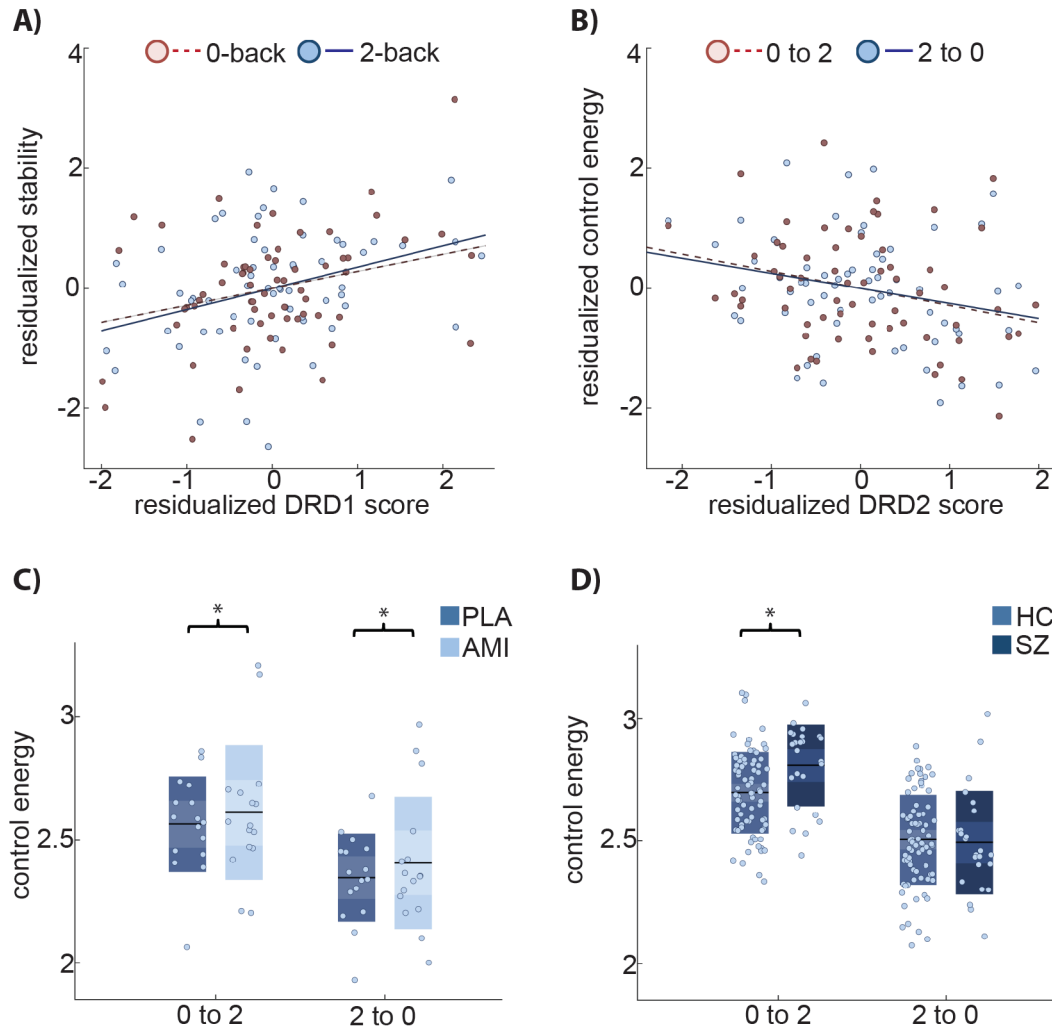 A)
0-back 2-back
4
2
0
-2
residualized stability
-2 -1 0 1 2
residualized DRD1 score
B)
0 to 2 2 to 0
4
2
0
-2
residualized control energy
-2 -1 0 1 2
residualized DRD2 score
C)
* *
PLA
AMI
3
2.5
2
control energy
0 to 2 2 to 0
D)
*
HC
SZ
3
2.5
2
control energy
0 to 2 2 to 0